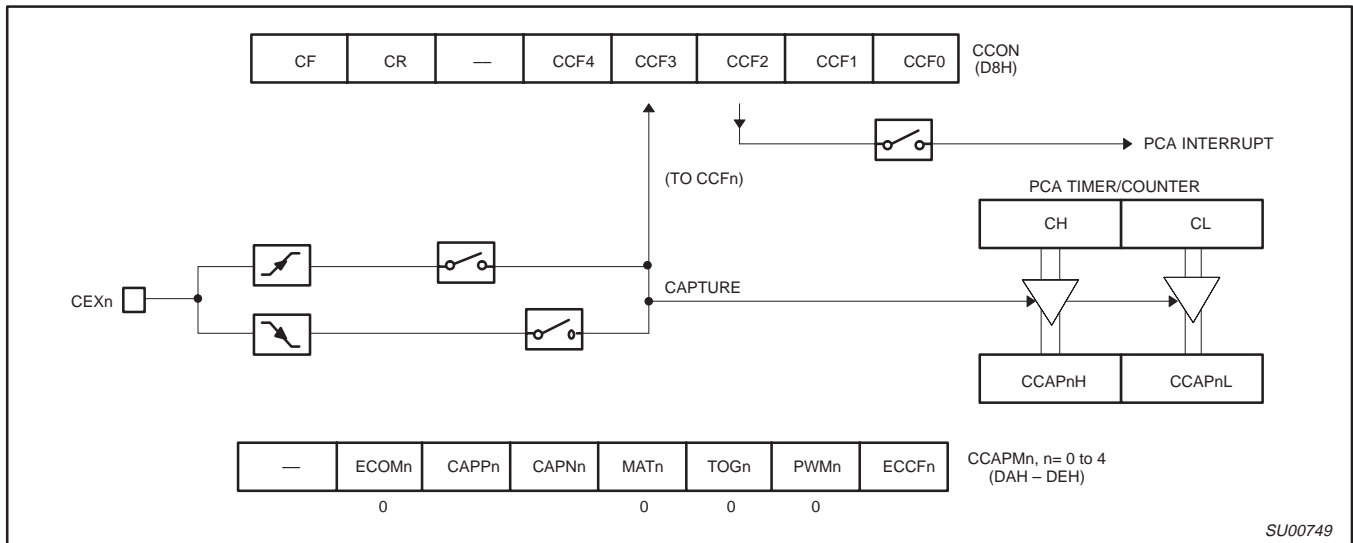 CF CR — CCF4 CCF3 CCF2 CCF1 CCF0
CCON
(D8H)
PCA INTERRUPT
(TO CCFn)
PCA TIMER/COUNTER
CH CL
CEXn
CAPTURE
CCAPnH CCAPnL
— ECOMn CAPPn CAPNn MATn TOGn PWMn ECCFn
CCAPMn, n= 0 to 4
(DAH – DEH)
0 0 0 0
SU00749